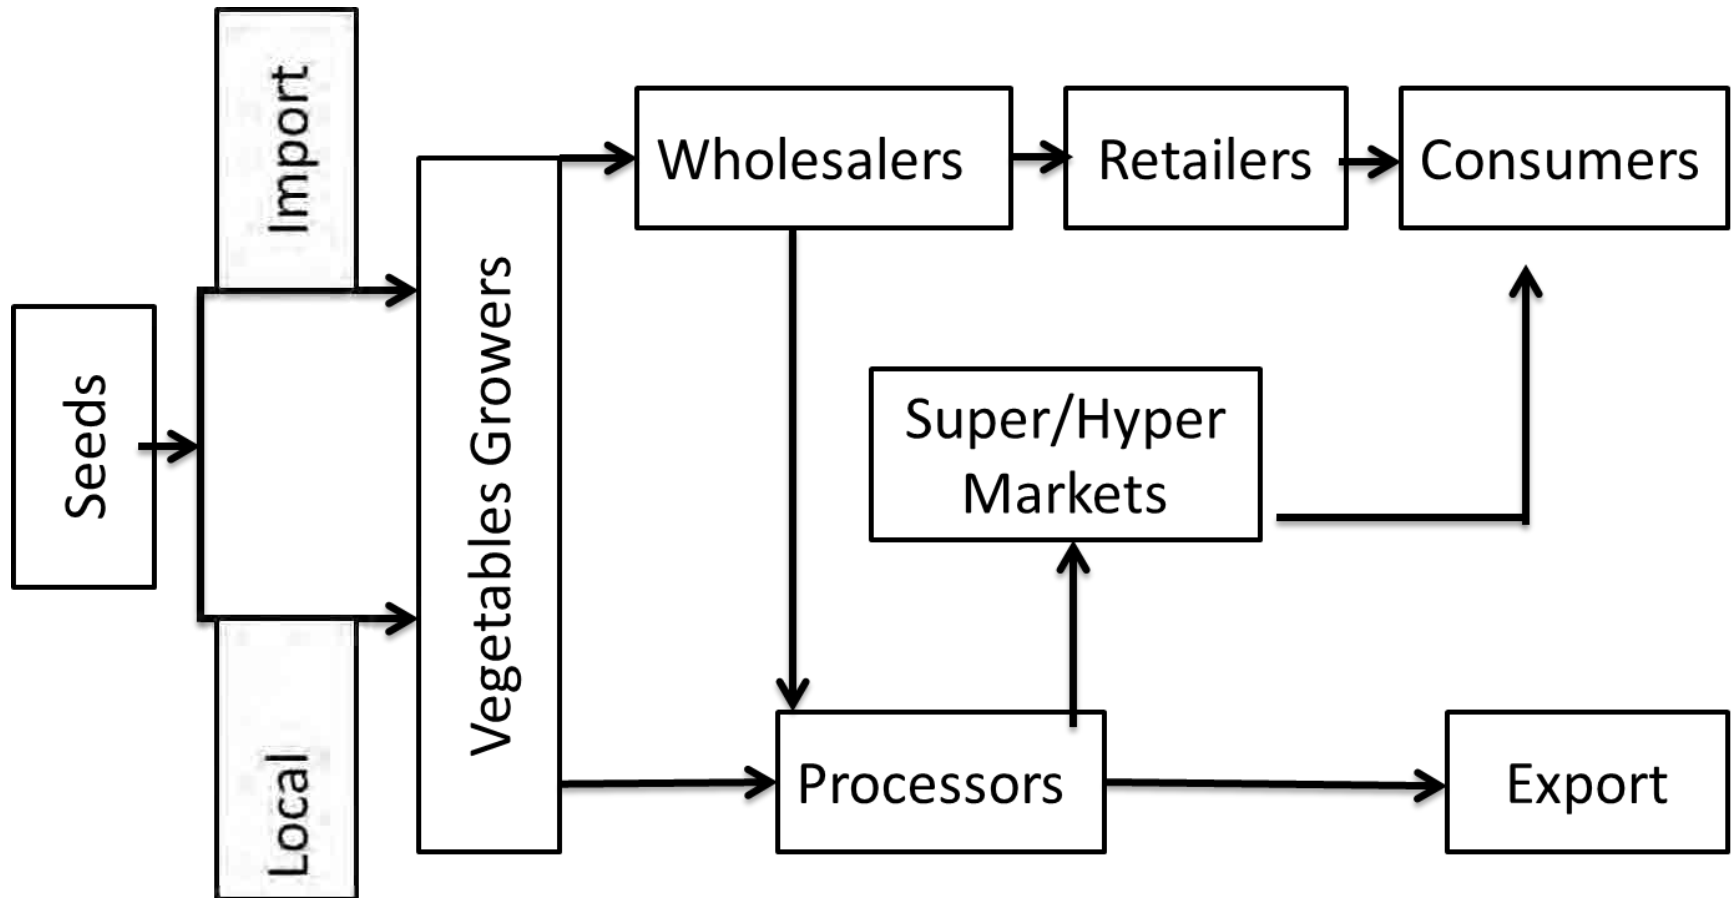 Seeds
Import
Local
Vegetables Growers
Wholesalers
Retailers
Consumers
Super/Hyper
Markets
Processors
Export